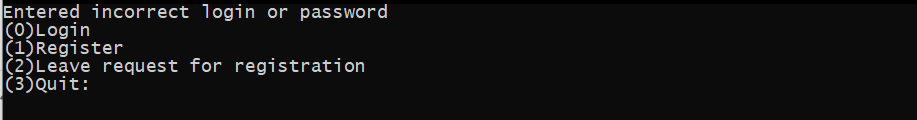 Entered incorrect login or password
(0)Login
(1)Register
(2)Leave request for registration
(3)Quit: